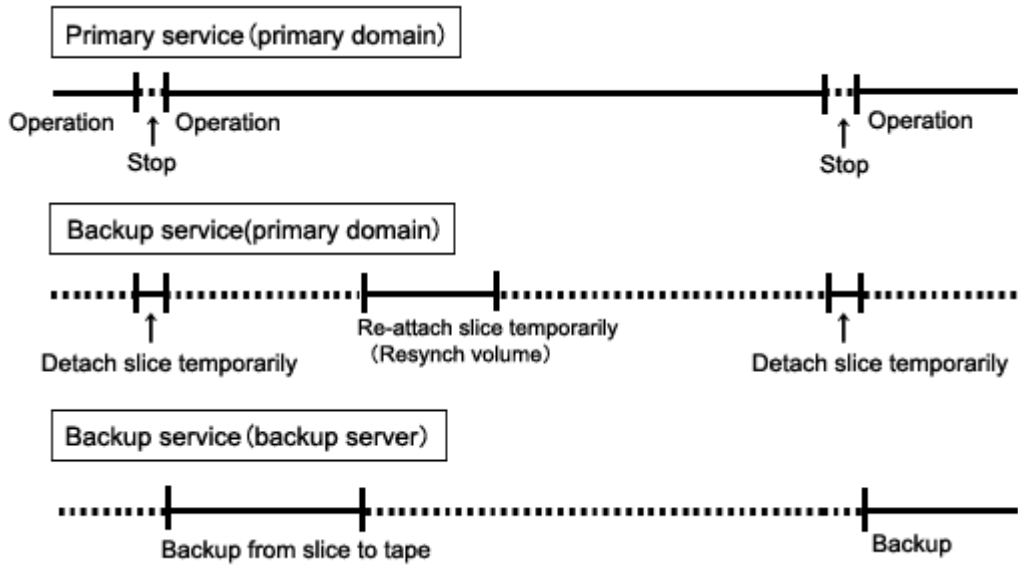 Primary service(primary domain)
Operation
Stop
Operation
Stop
Operation
Backup service(primary domain)
Detach slice temporarily
Re-attach slice temporarily
(Resynch volume)
Detach slice temporarily
Backup service(backup server)
Backup from slice to tape
Backup